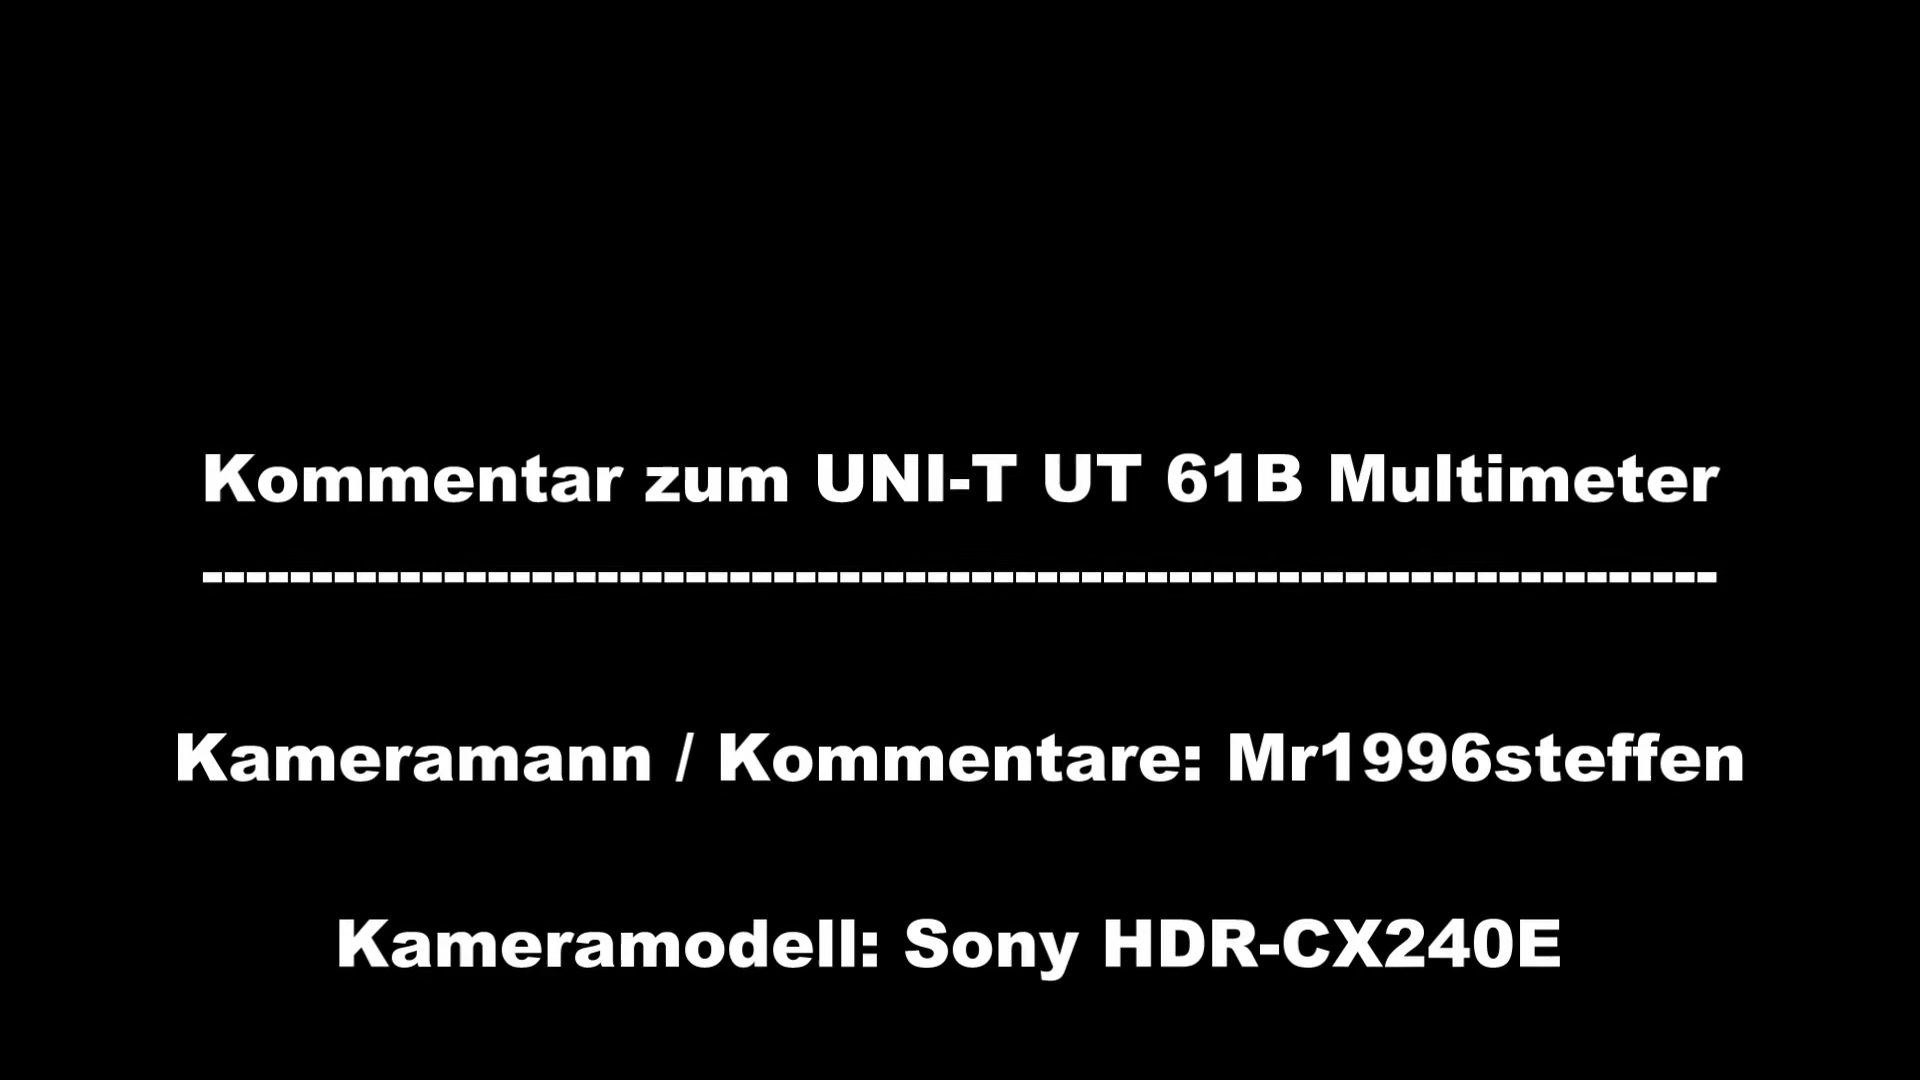 Kommentar zum UNI-T UT 61B Multimeter
---------------------------------------------------------------------
Kameramann / Kommentare: Mr1996steffen
Kameramodell: Sony HDR-CX240E